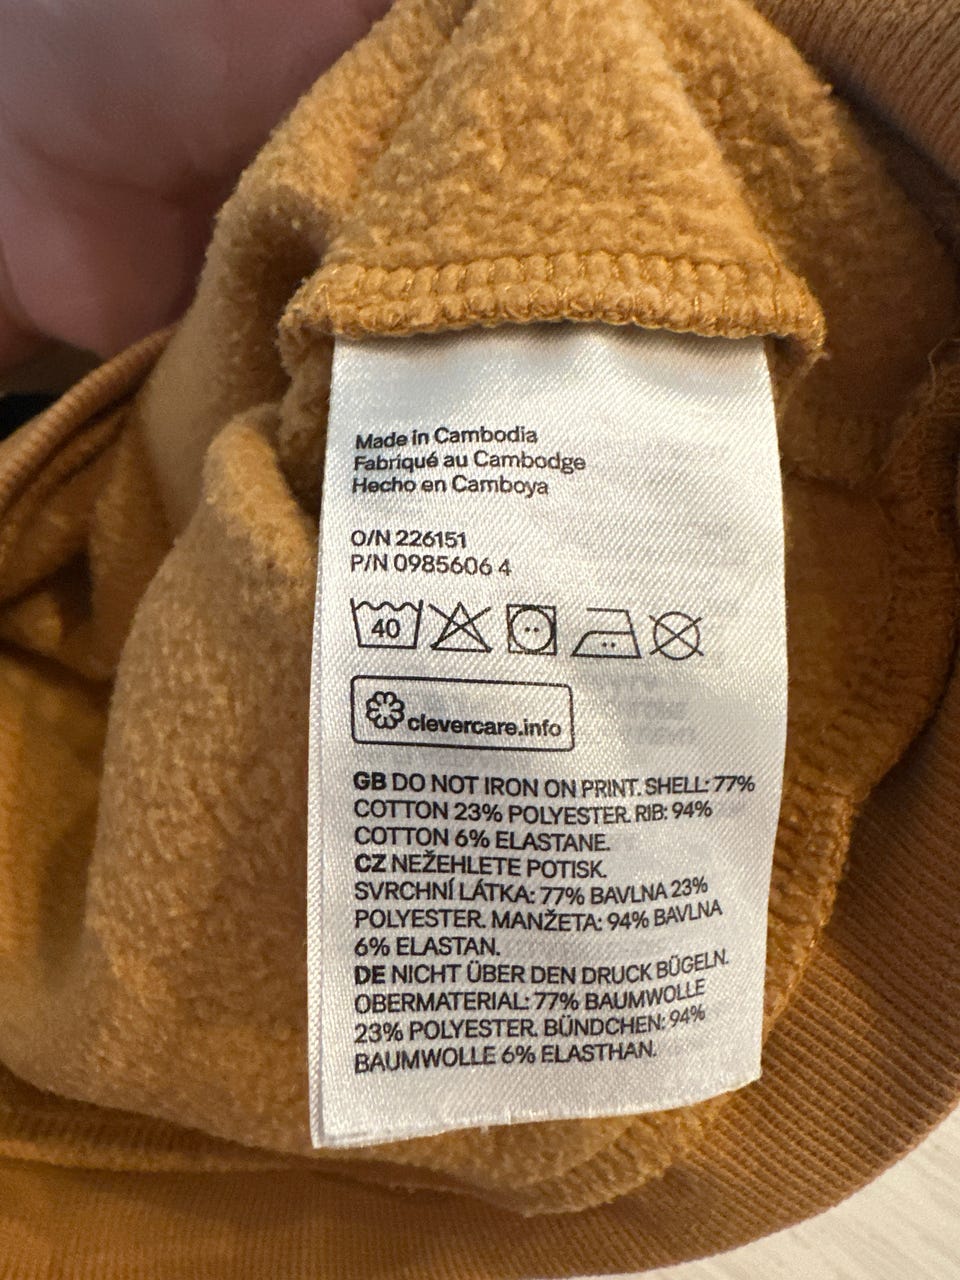 Made in Cambodia
Fabriqué au Cambodge
Hecho en Camboya
O/N 226151
P/N 0985606 4
40
clevercare.info
GB DO NOT IRON ON PRINT. SHELL: 77%
COTTON 23% POLYESTER. RIB: 94%
COTTON 6% ELASTANE.
CZ NEŽEHLETE POTISK.
SVRCHNÍ LÁTKA: 77% BAVLNA 23%
POLYESTER. MANŽETA: 94% BAVLNA
6% ELASTAN.
DE NICHT ÜBER DEN DRUCK BÜGELN.
OBERMATERIAL: 77% BAUMWOLLE
23% POLYESTER. BÜNDCHEN: 94%
BAUMWOLLE 6% ELASTHAN.